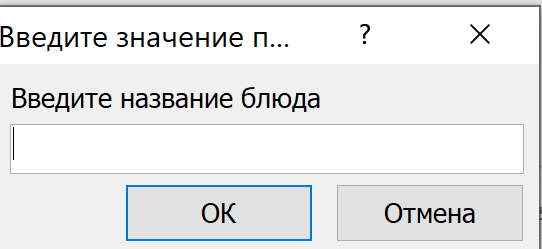 Введите значение п... ?
Введите название блюда
ОК
Отмена